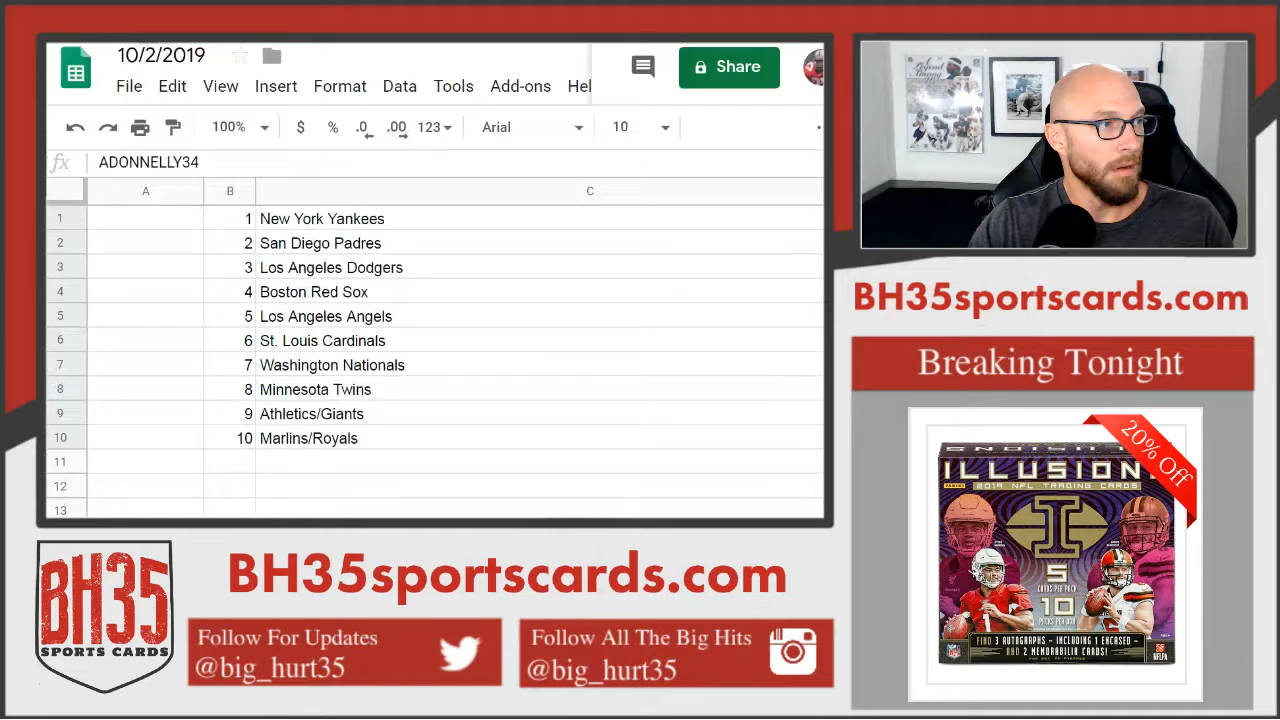 10/2/2019
File Edit View Insert Format Data Tools Add-ons Hel
Share
100% $ % .0 .00 123 Arial 10
fx ADONNELLY34
A B C
1 1 New York Yankees
2 2 San Diego Padres
3 3 Los Angeles Dodgers
4 4 Boston Red Sox
5 5 Los Angeles Angels
6 6 St. Louis Cardinals
7 7 Washington Nationals
8 8 Minnesota Twins
9 9 Athletics/Giants
10 10 Marlins/Royals
11
12
13
BH35sportscards.com
Breaking Tonight
20% Off
ILLUSION
PANINI 2019 NFL TRADING CARDS
I
5
CARDS PER PACK
10
PACKS PER BOX
FIND 3 AUTOGRAPHS - INCLUDING 1 ENCASED -
AND 2 MEMORABILIA CARDS!
NFL
NFLPA
BH35
SPORTS CARDS
BH35sportscards.com
Follow For Updates
@big_hurt35
Follow All The Big Hits
@big_hurt35